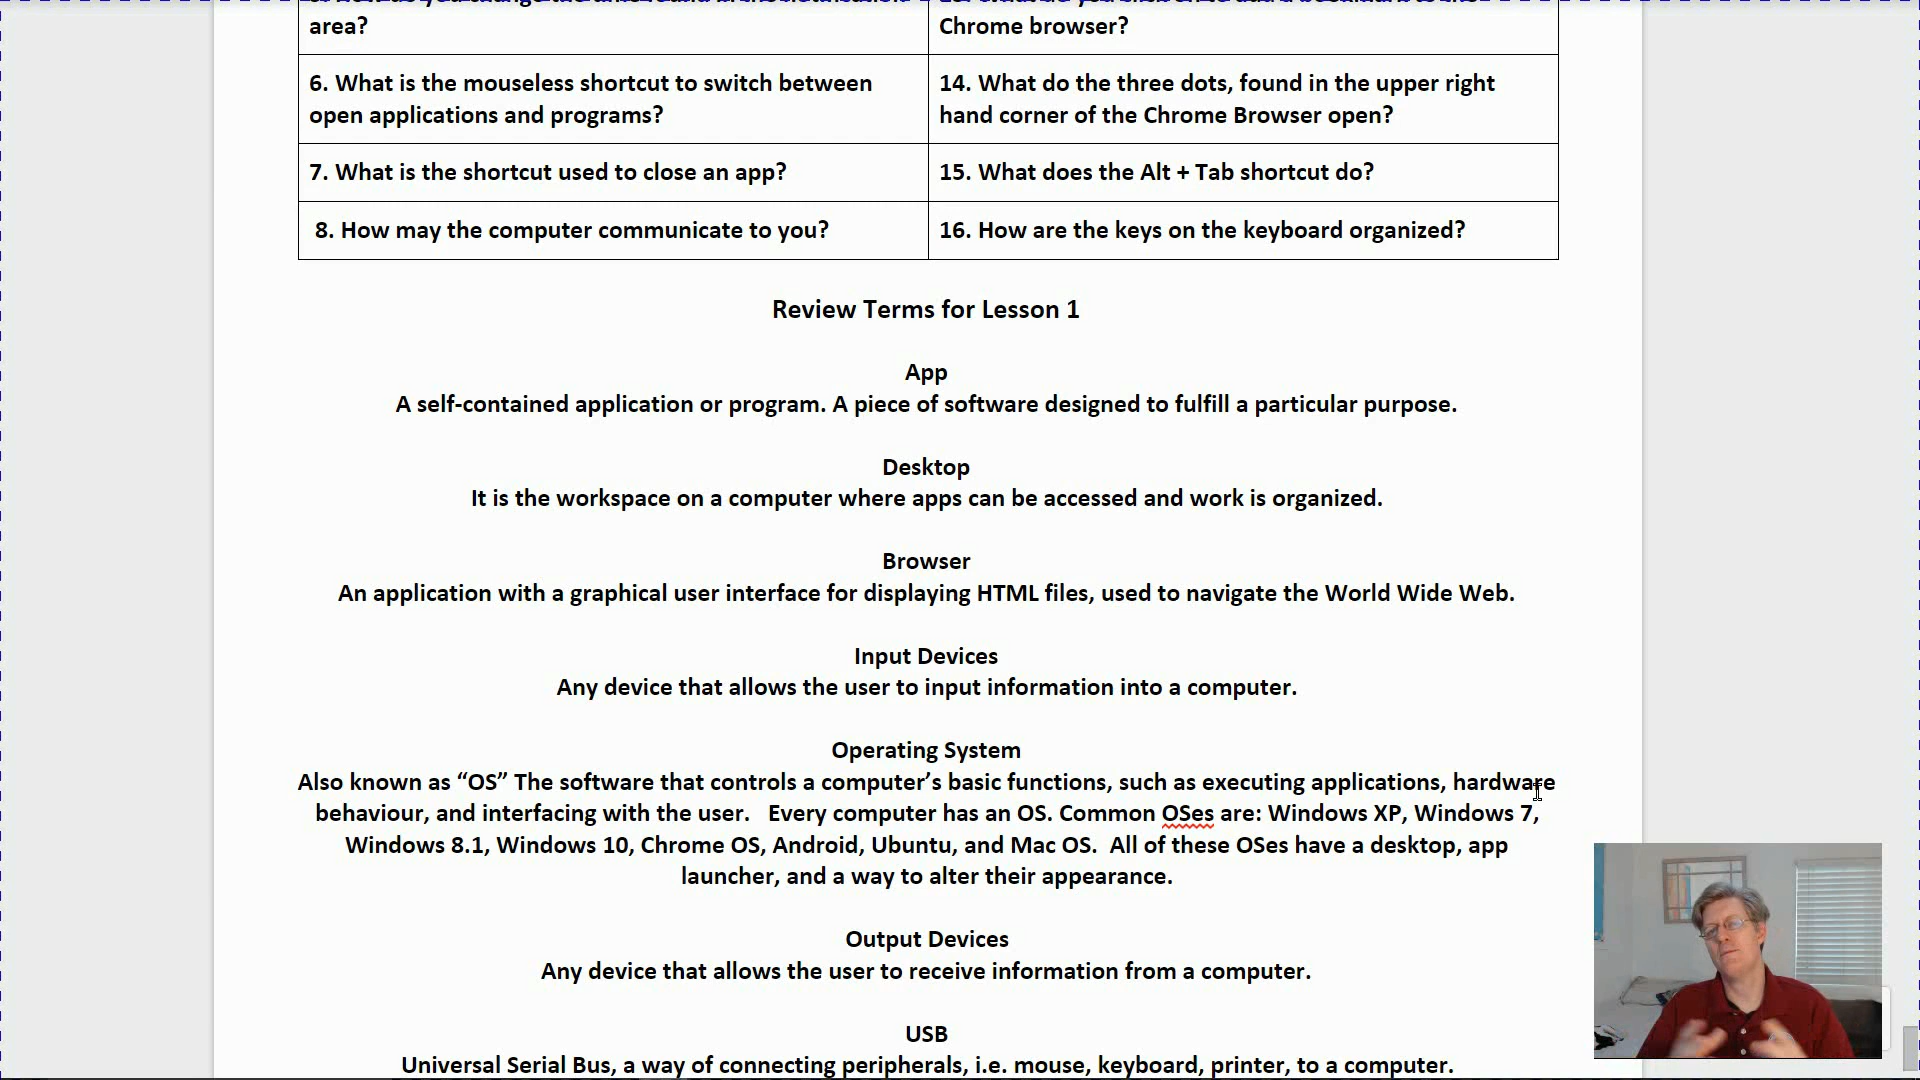 area?
Chrome browser?
6. What is the mouseless shortcut to switch between
open applications and programs?
14. What do the three dots, found in the upper right
hand corner of the Chrome Browser open?
7. What is the shortcut used to close an app?
15. What does the Alt + Tab shortcut do?
8. How may the computer communicate to you?
16. How are the keys on the keyboard organized?
Review Terms for Lesson 1
App
A self-contained application or program. A piece of software designed to fulfill a particular purpose.
Desktop
It is the workspace on a computer where apps can be accessed and work is organized.
Browser
An application with a graphical user interface for displaying HTML files, used to navigate the World Wide Web.
Input Devices
Any device that allows the user to input information into a computer.
Operating System
Also known as “OS” The software that controls a computer’s basic functions, such as executing applications, hardware
behaviour, and interfacing with the user.   Every computer has an OS. Common OSes are: Windows XP, Windows 7,
Windows 8.1, Windows 10, Chrome OS, Android, Ubuntu, and Mac OS.  All of these OSes have a desktop, app
launcher, and a way to alter their appearance.
Output Devices
Any device that allows the user to receive information from a computer.
USB
Universal Serial Bus, a way of connecting peripherals, i.e. mouse, keyboard, printer, to a computer.